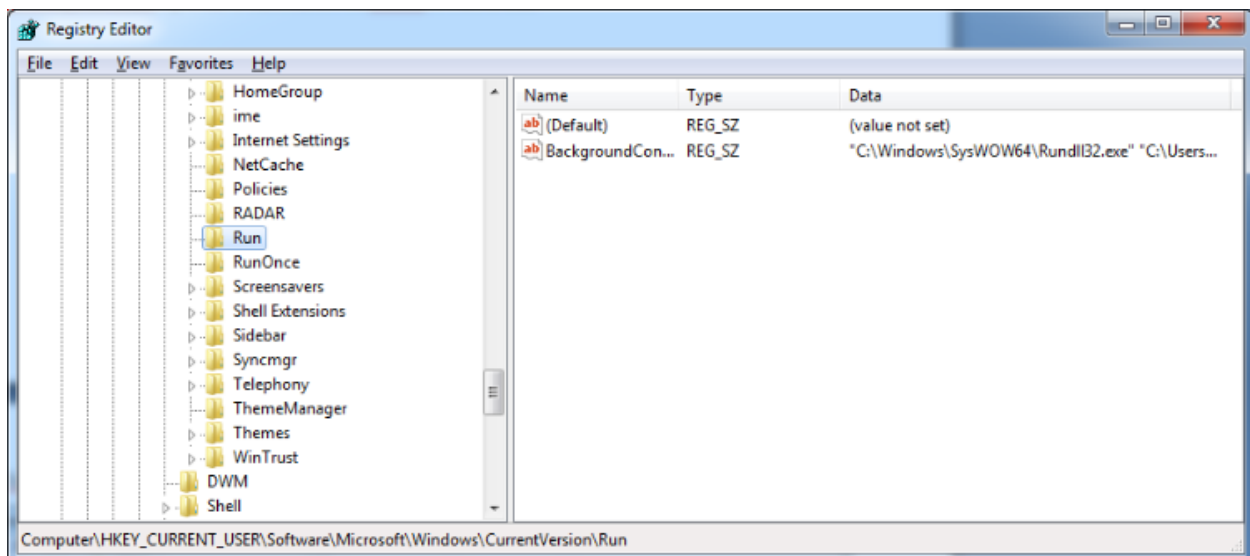 Registry Editor
File Edit View Favorites Help
HomeGroup
ime
Internet Settings
NetCache
Policies
RADAR
Run
RunOnce
Screensavers
Shell Extensions
Sidebar
Syncmgr
Telephony
ThemeManager
Themes
WinTrust
DWM
Shell
Name Type Data
(Default) REG_SZ (value not set)
BackgroundCon... REG_SZ "C:\Windows\SysWOW64\Rundll32.exe" "C:\Users...
Computer\HKEY_CURRENT_USER\Software\Microsoft\Windows\CurrentVersion\Run